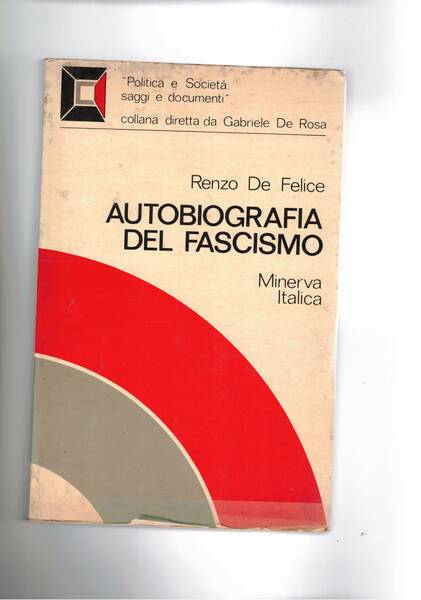 "Politica e Società:
saggi e documenti"
collana diretta da Gabriele De Rosa
Renzo De Felice
AUTOBIOGRAFIA
DEL FASCISMO
Minerva
Italica